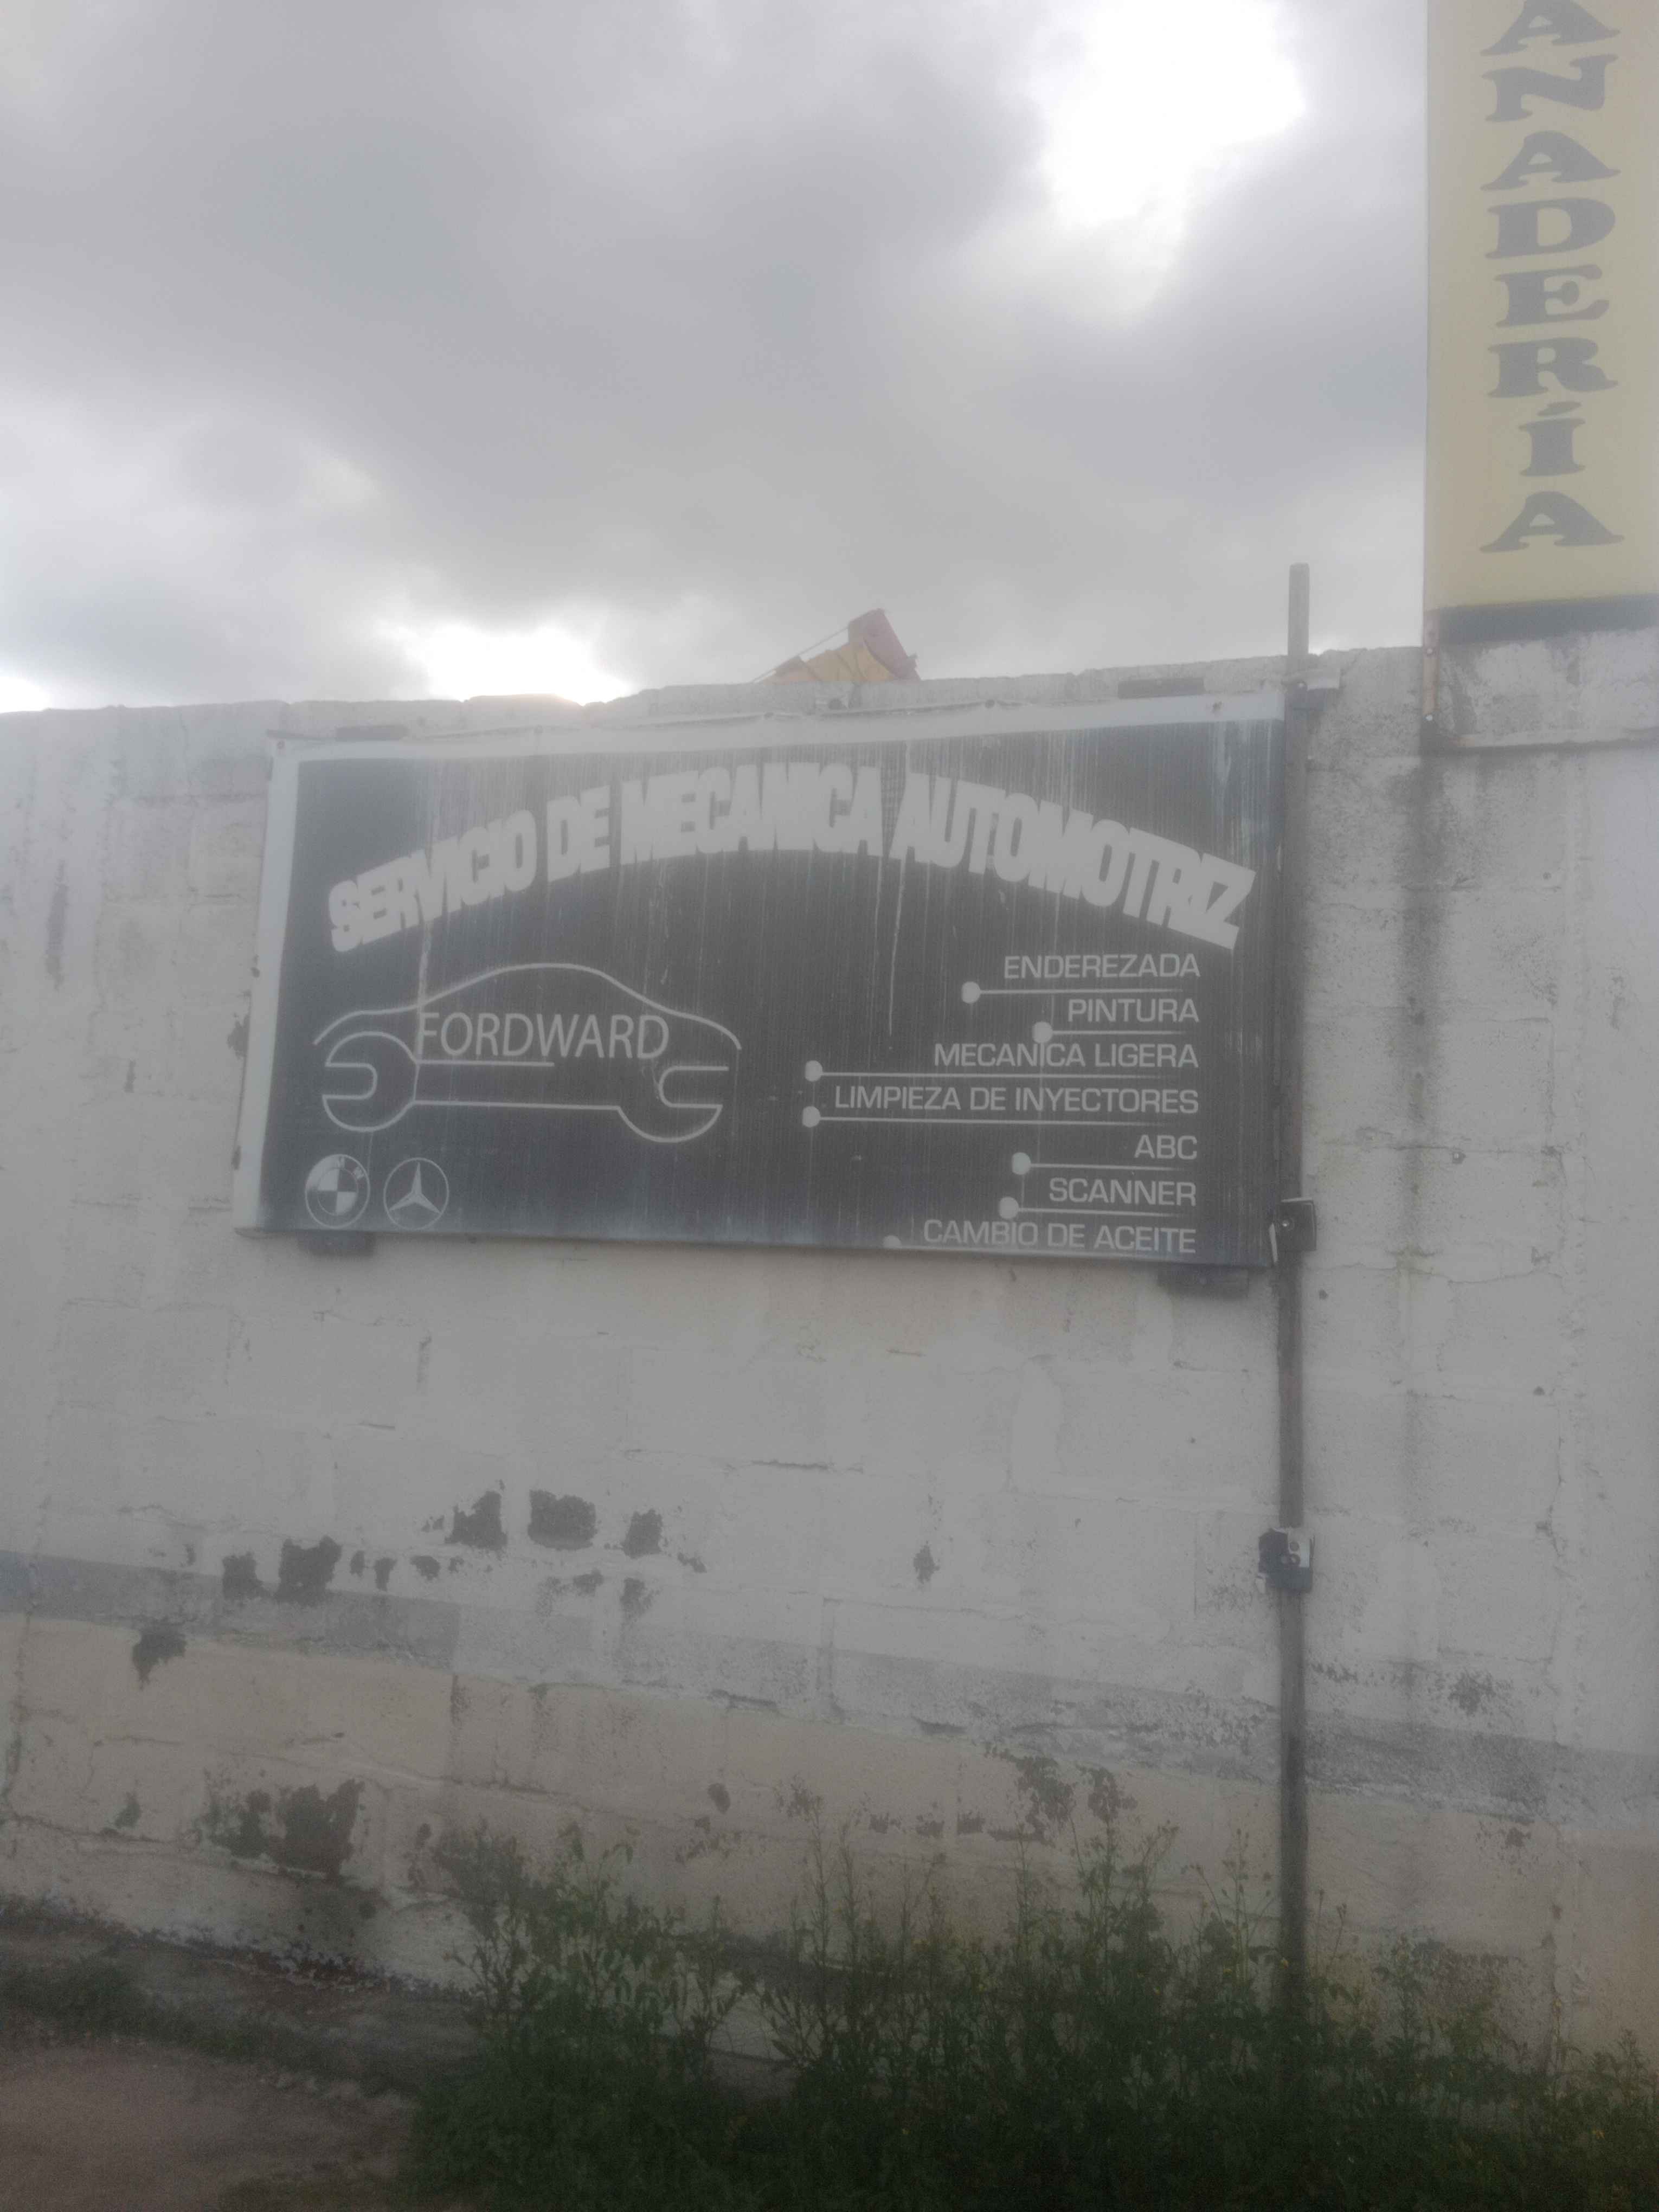 SERVICIO DE MECANICA AUTOMOTRIZ
FORDWARD
ENDEREZADA
PINTURA
MECANICA LIGERA
LIMPIEZA DE INYECTORES
ABC
SCANNER
CAMBIO DE ACEITE
ANADERÍA